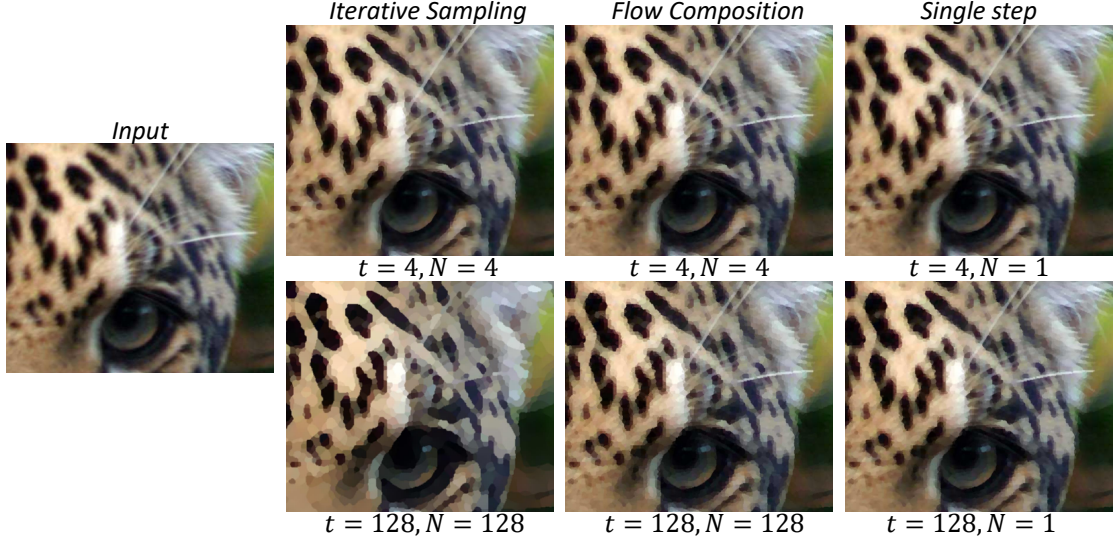 Iterative Sampling
Flow Composition
Single step
Input
t = 4, N = 4
t = 4, N = 4
t = 4, N = 1
t = 128, N = 128
t = 128, N = 128
t = 128, N = 1